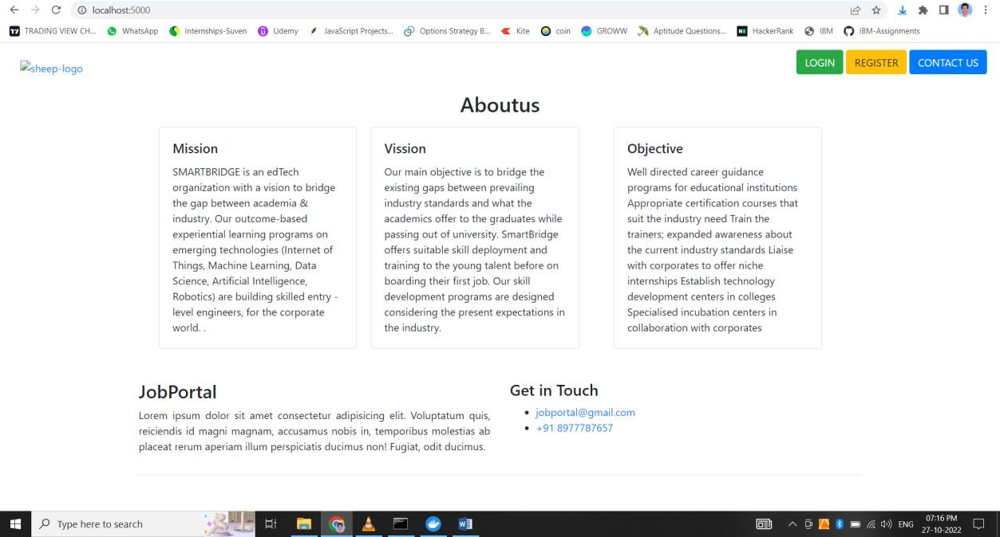 localhost:5000
TRADING VIEW CH... WhatsApp Internships-Suven Udemy JavaScript Projects... Options Strategy B... Kite coin GROWW Aptitude Questions... HackerRank IBM IBM-Assignments
sheep-logo
LOGIN REGISTER CONTACT US
Aboutus
Mission
SMARTBRIDGE is an edTech
organization with a vision to bridge
the gap between academia &
industry. Our outcome-based
experiential learning programs on
emerging technologies (Internet of
Things, Machine Learning, Data
Science, Artificial Intelligence,
Robotics) are building skilled entry -
level engineers, for the corporate
world. .
Vission
Our main objective is to bridge the
existing gaps between prevailing
industry standards and what the
academics offer to the graduates while
passing out of university. SmartBridge
offers suitable skill deployment and
training to the young talent before on
boarding their first job. Our skill
development programs are designed
considering the present expectations in
the industry.
Objective
Well directed career guidance
programs for educational institutions
Appropriate certification courses that
suit the industry need Train the
trainers; expanded awareness about
the current industry standards Liaise
with corporates to offer niche
internships Establish technology
development centers in colleges
Specialised incubation centers in
collaboration with corporates
JobPortal
Lorem ipsum dolor sit amet consectetur adipisicing elit. Voluptatum quis,
reiciendis id magni magnam, accusamus nobis in, temporibus molestias ab
placeat rerum aperiam illum perspiciatis ducimus non! Fugiat, odit ducimus.
Get in Touch
jobportal@gmail.com
+91 8977787657
Type here to search
ENG
07:16 PM
27-10-2022